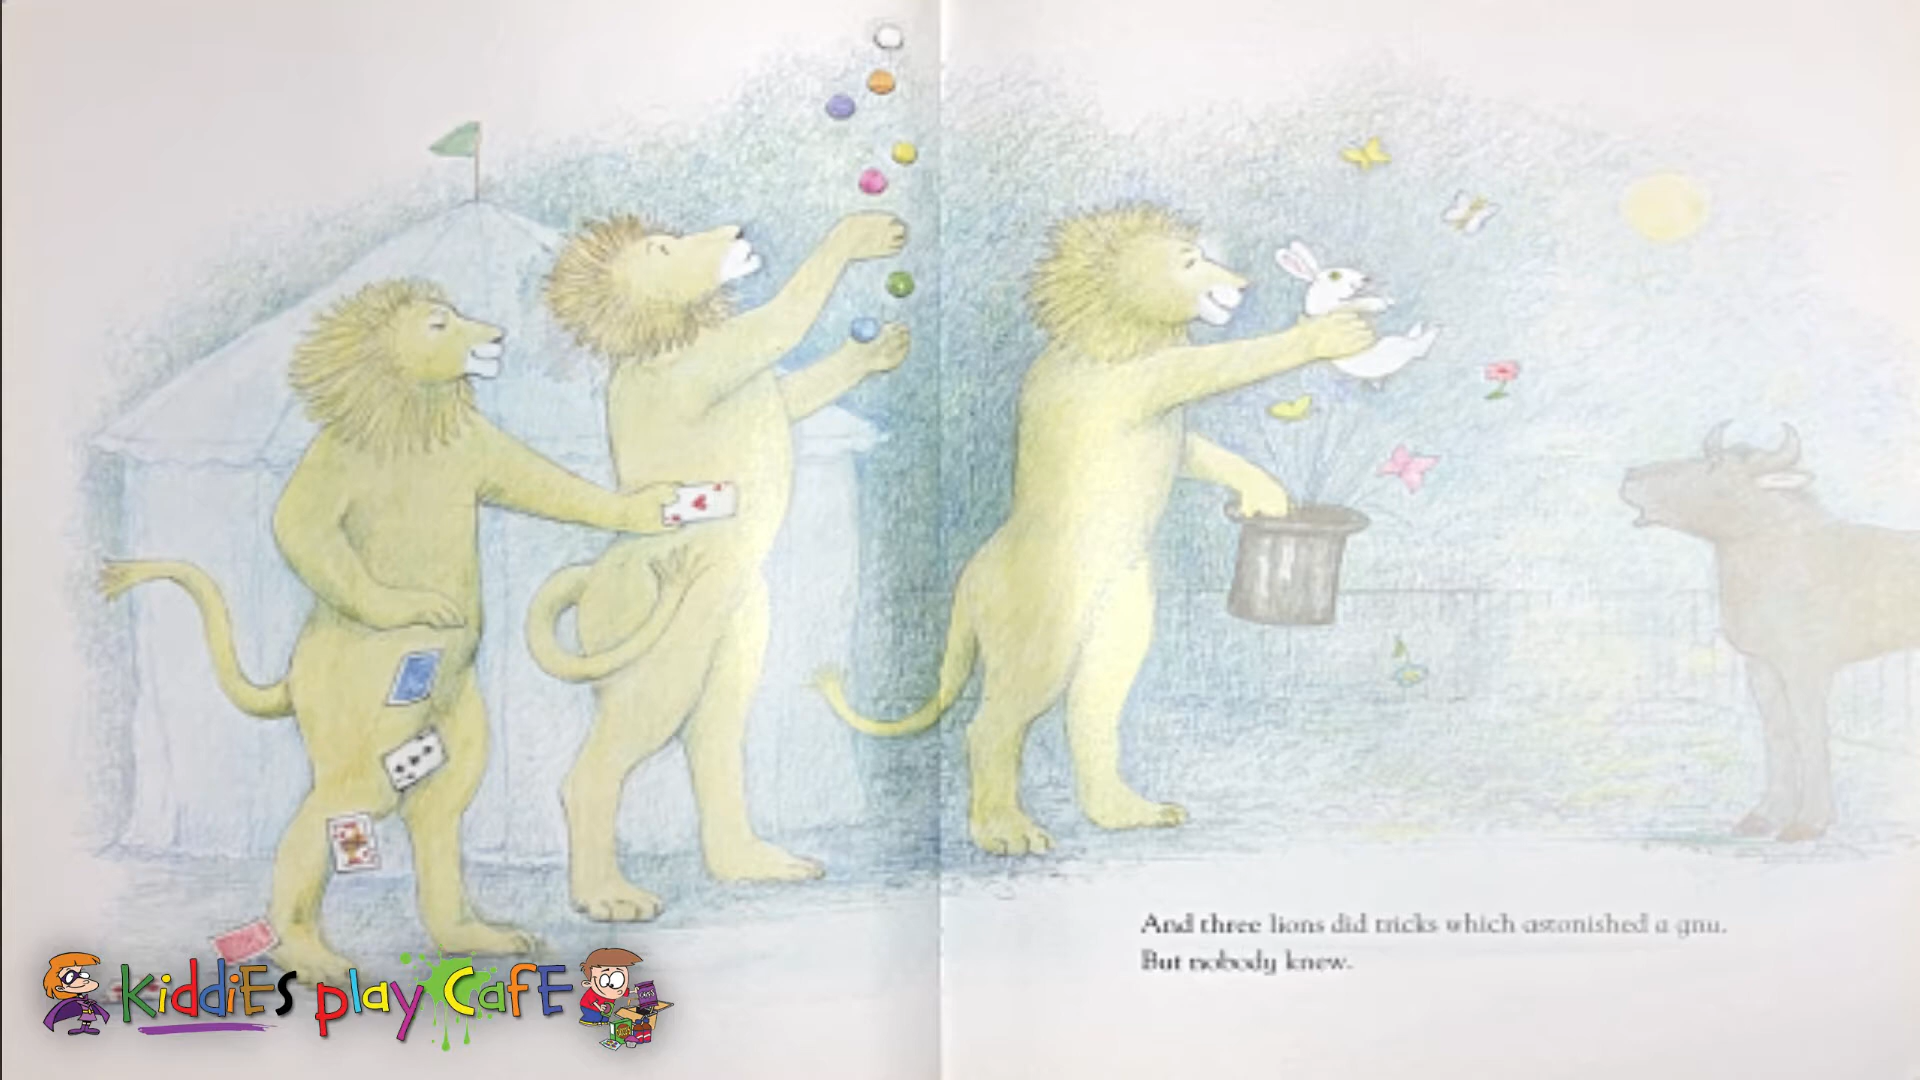 And three lions did tricks which astonished a gnu.
But nobody knew.
KiddiEs play CafE